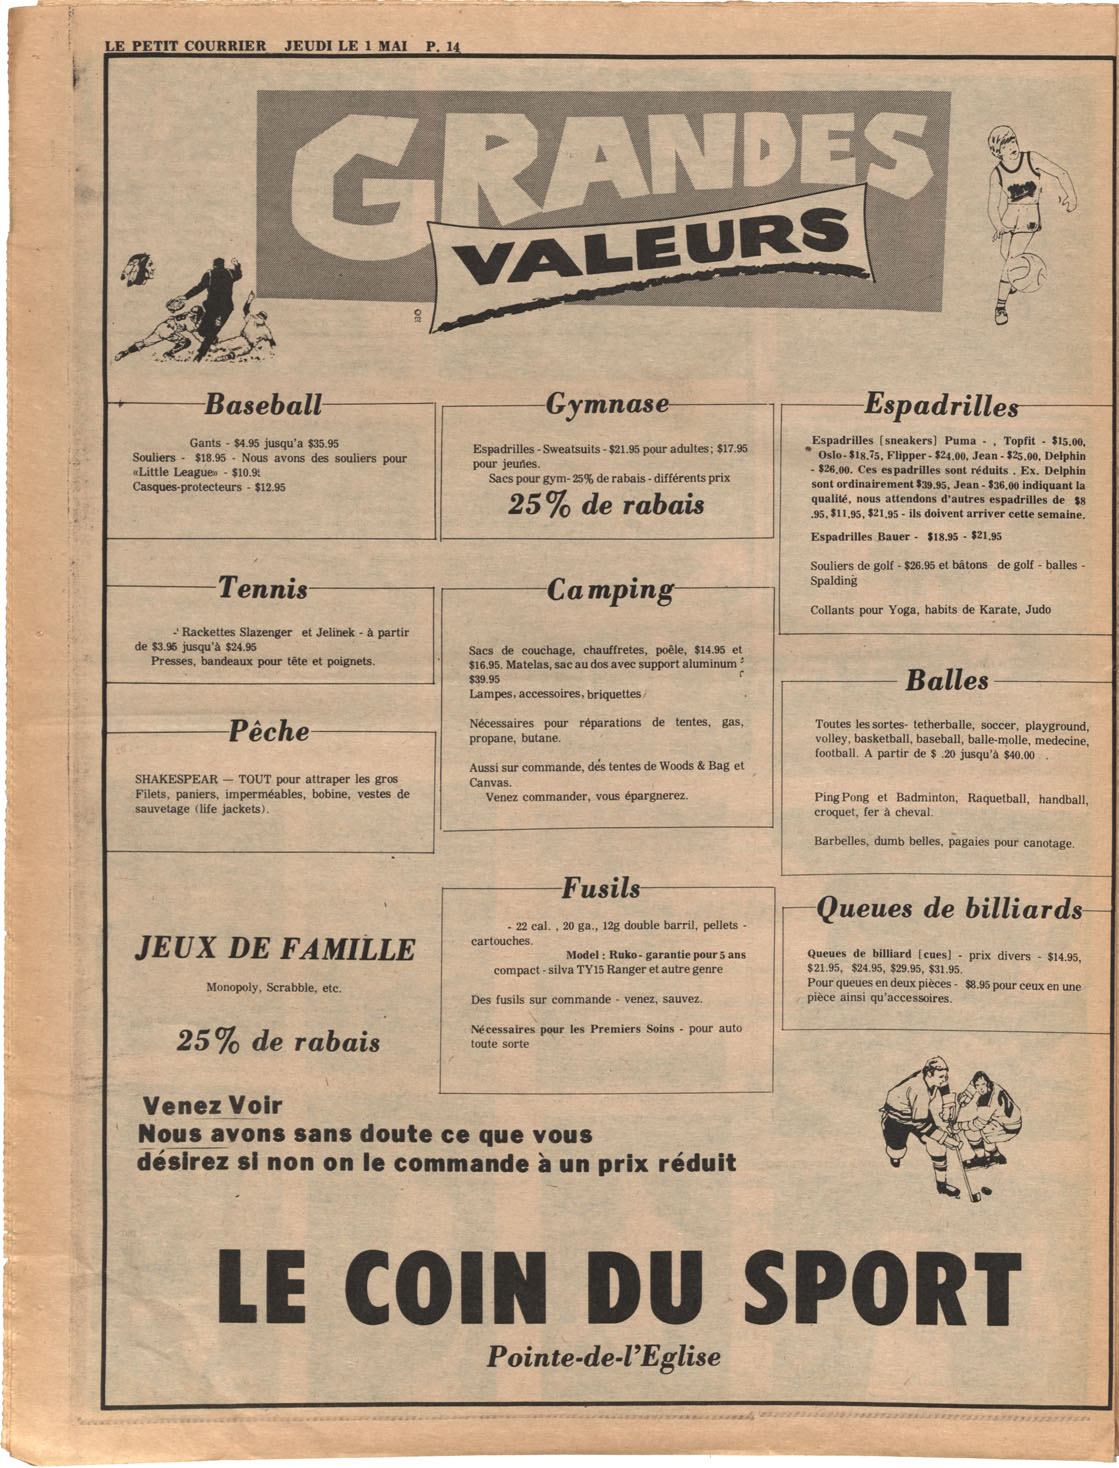 LE PETIT COURRIER JEUDI LE 1 MAI P. 14
GRANDES
VALEURS
BO
Baseball
Gants - $4.95 jusqu'a $35.95
Souliers - $18.95 - Nous avons des souliers pour
«Little League» - $10.9
Casques-protecteurs - $12.95
Tennis
Rackettes Slazenger et Jelinek - à partir
de $3.95 jusqu'à $24.95
Presses, bandeaux pour tête et poignets.
Pêche
SHAKESPEAR — TOUT pour attraper les gros
Filets, paniers, imperméables, bobine, vestes de
sauvetage (life jackets).
JEUX DE FAMILLE
Monopoly, Scrabble, etc.
25% de rabais
Gymnase
Espadrilles - Sweatsuits - $21.95 pour adultes; $17.95
pour jeunes.
Sacs pour gym- 25% de rabais - différents prix
25% de rabais
Camping
Sacs de couchage, chauffretes, poêle, $14.95 et
$16.95. Matelas, sac au dos avec support aluminum
$39.95
Lampes, accessoires, briquettes
Nécessaires pour réparations de tentes, gas,
propane, butane.
Aussi sur commande, dés tentes de Woods & Bag et
Canvas.
Venez commander, vous épargnerez.
Fusils
- 22 cal. , 20 ga., 12g double barril, pellets -
cartouches.
Model : Ruko - garantie pour 5 ans
compact - silva TY15 Ranger et autre genre
Des fusils sur commande - venez, sauvez.
Nécessaires pour les Premiers Soins - pour auto
toute sorte
Espadrilles
Espadrilles [sneakers] Puma - , Topfit - $15.00,
Oslo-$18.75, Flipper - $24.00, Jean - $25.00, Delphin
- $26.00. Ces espadrilles sont réduits . Ex. Delphin
sont ordinairement $39.95, Jean - $36.00 indiquant la
qualité, nous attendons d'autres espadrilles de $8
.95, $11.95, $21.95 - ils doivent arriver cette semaine.
Espadrilles Bauer - $18.95 - $21.95
Souliers de golf - $26.95 et bâtons de golf - balles -
Spalding
Collants pour Yoga, habits de Karate, Judo
Balles
Toutes les sortes- tetherballe, soccer, playground,
volley, basketball, baseball, balle-molle, medecine,
football. A partir de $ .20 jusqu'à $40.00 .
Ping Pong et Badminton, Raquetball, handball,
croquet, fer à cheval.
Barbelles, dumb belles, pagaies pour canotage.
Queues de billiards
Queues de billiard [cues] - prix divers - $14.95,
$21.95, $24.95, $29.95, $31.95.
Pour queues en deux pièces - $8.95 pour ceux en une
pièce ainsi qu'accessoires.
Venez Voir
Nous avons sans doute ce que vous
désirez si non on le commande à un prix réduit
LE COIN DU SPORT
Pointe-de-l'Eglise